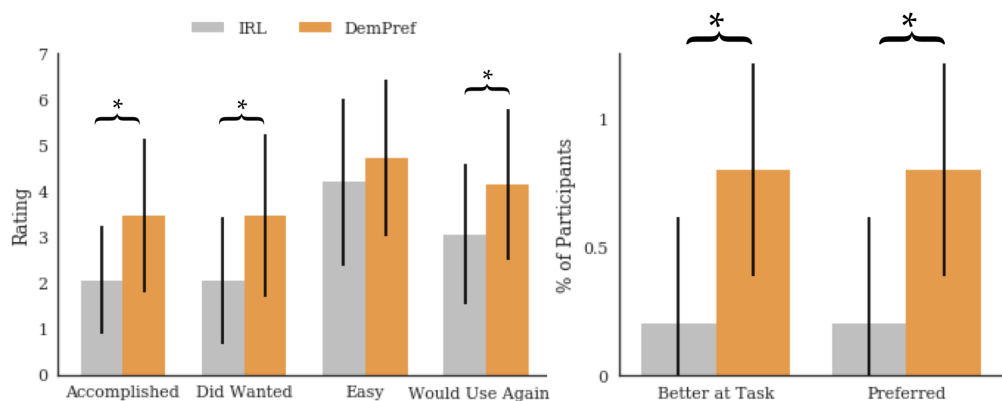 IRL
DemPref
7
6
5
4
3
2
1
0
Rating
*
*
*
Accomplished
Did Wanted
Easy
Would Use Again
1
0.5
0
% of Participants
*
*
Better at Task
Preferred